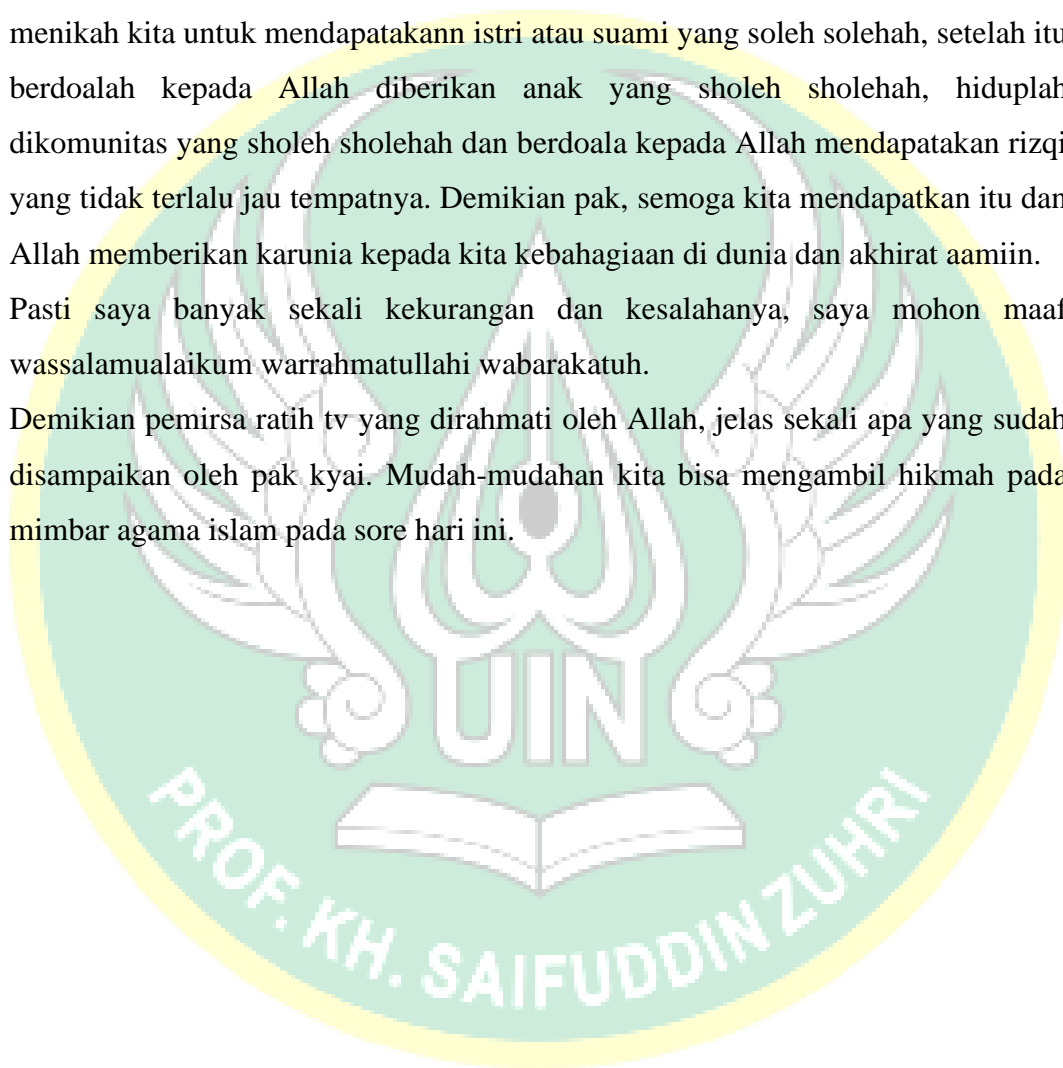 menikah kita untuk mendapatakann istri atau suami yang soleh solehah, setelah itu
berdoalah kepada Allah diberikan anak yang sholeh sholehah, hiduplah
dikomunitas yang sholeh sholehah dan berdoala kepada Allah mendapatakan rizqi
yang tidak terlalu jau tempatnya. Demikian pak, semoga kita mendapatkan itu dan
Allah memberikan karunia kepada kita kebahagiaan di dunia dan akhirat aamiin.
Pasti saya banyak sekali kekurangan dan kesalahanya, saya mohon maaf
wassalamualaikum warrahmatullahi wabarakatuh.
Demikian pemirsa ratih tv yang dirahmati oleh Allah, jelas sekali apa yang sudah
disampaikan oleh pak kyai. Mudah-mudahan kita bisa mengambil hikmah pada
mimbar agama islam pada sore hari ini.
UIN
PROF. KH. SAIFUDDIN ZUHRI